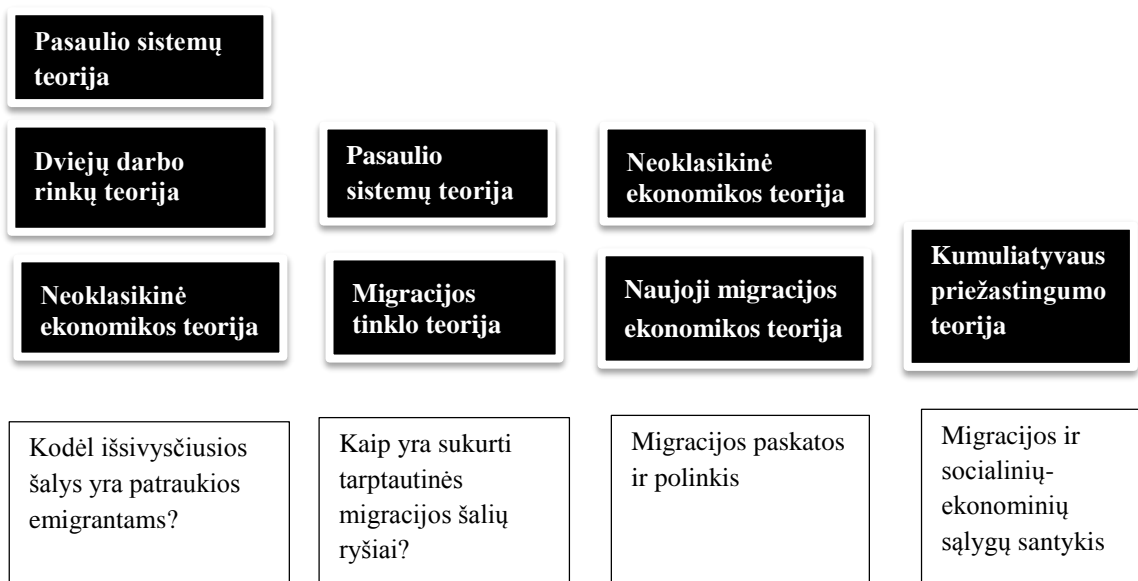 Pasaulio sistemų
teorija
Dviejų darbo
rinkų teorija
Neoklasikinė
ekonomikos teorija
Pasaulio
sistemų teorija
Migracijos
tinklo teorija
Neoklasikinė
ekonomikos teorija
Naujoji migracijos
ekonomikos teorija
Kumuliatyvaus
priežastingumo
teorija
Kodėl išsivysčiusios
šalys yra patraukios
emigrantams?
Kaip yra sukurti
tarptautinės
migracijos šalių
ryšiai?
Migracijos paskatos
ir polinkis
Migracijos ir
socialinių-
ekonominių
sąlygų santykis